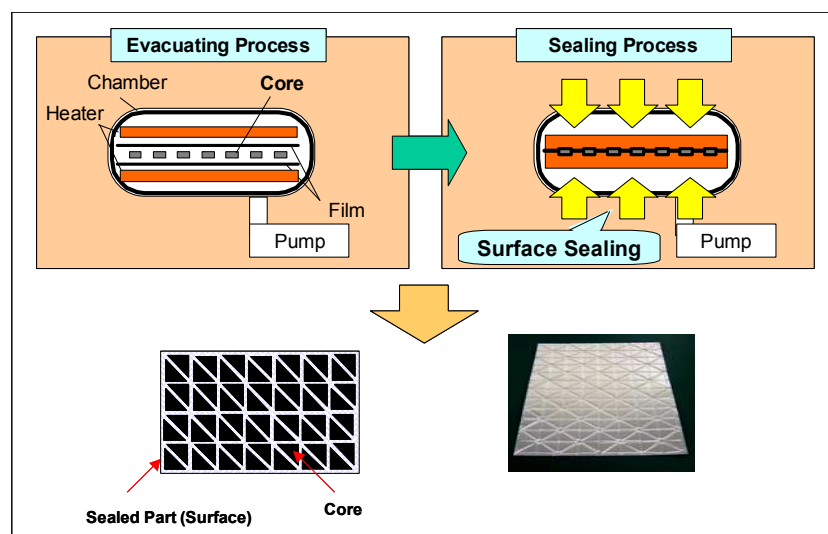 Evacuating Process
Chamber
Core
Heater
Film
Pump
Sealing Process
Surface Sealing
Pump
Sealed Part (Surface)
Core